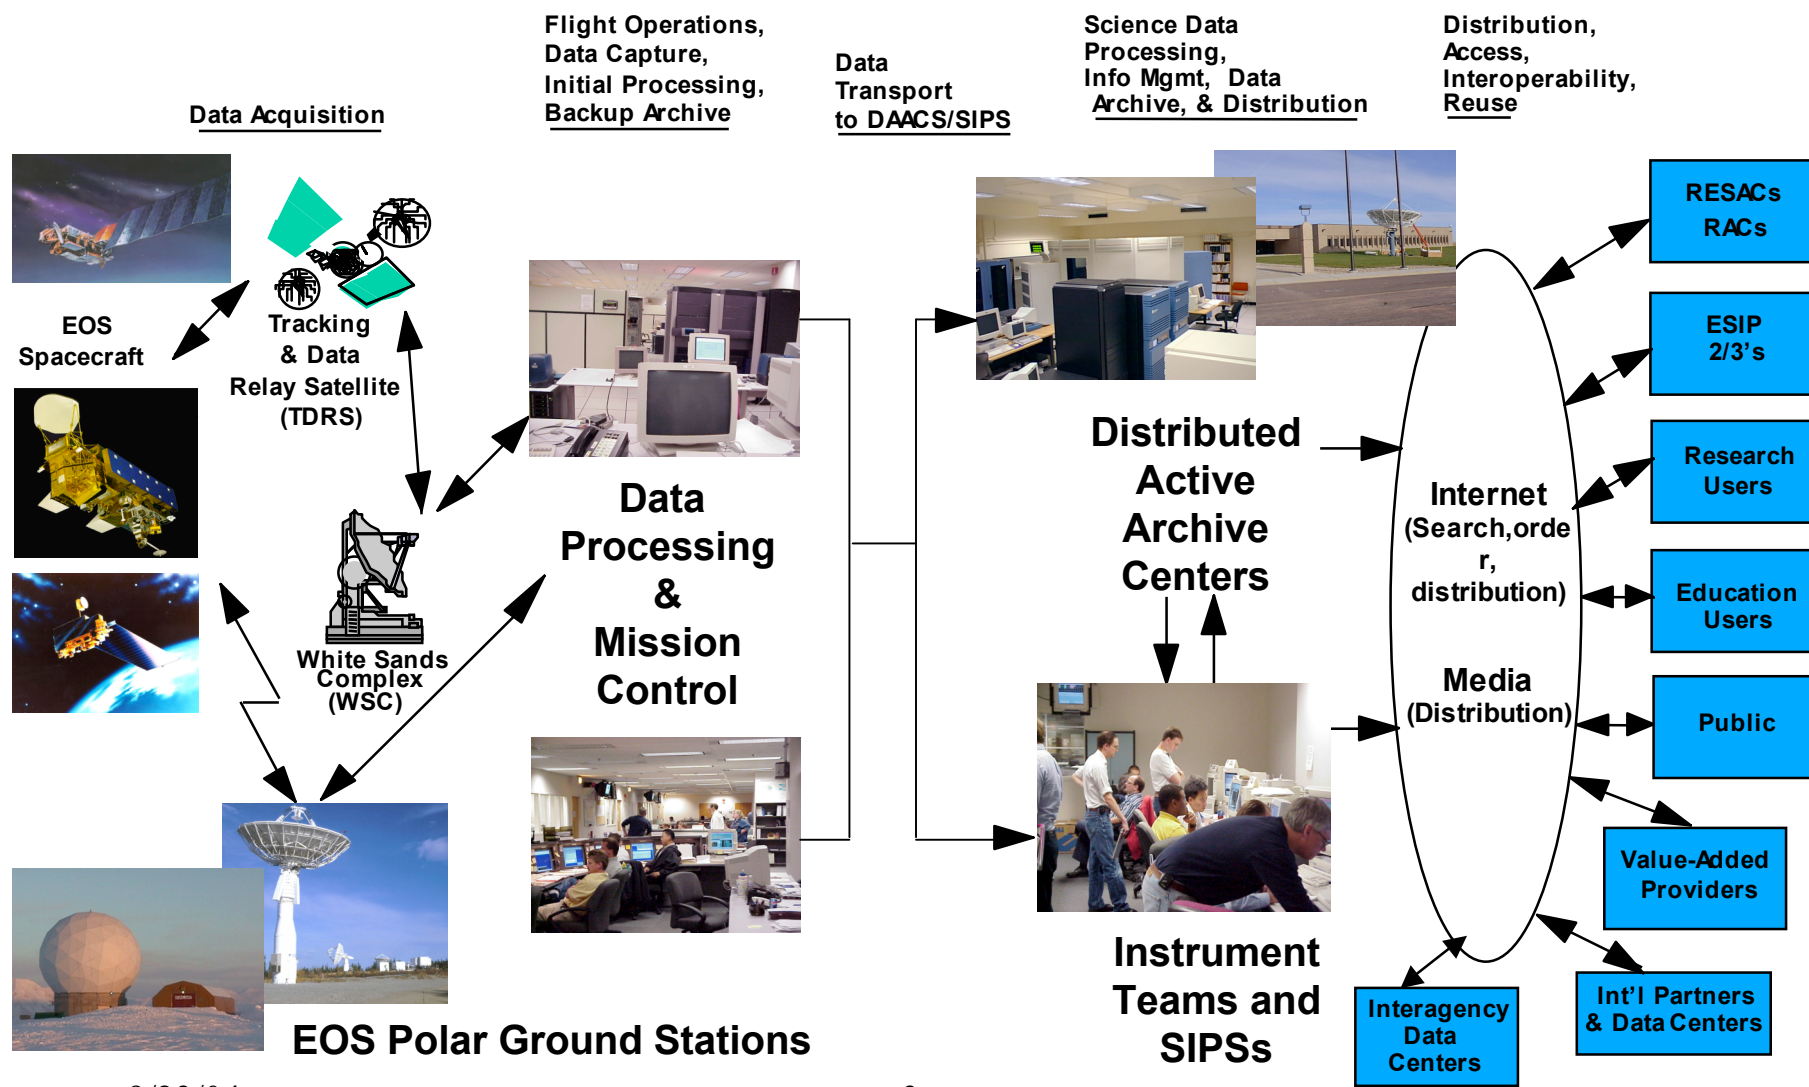 Data Acquisition
Flight Operations,
Data Capture,
Initial Processing,
Backup Archive
Data
Transport
to DAACS/SIPS
Science Data
Processing,
Info Mgmt, Data
Archive, & Distribution
Distribution,
Access,
Interoperability,
Reuse
EOS
Spacecraft
Tracking
& Data
Relay Satellite
(TDRS)
White Sands
Complex
(WSC)
EOS Polar Ground Stations
Data
Processing
&
Mission
Control
Distributed
Active
Archive
Centers
Instrument
Teams and
SIPSs
Internet
(Search,orde
r,
distribution)
Media
(Distribution)
RESACs
RACs
ESIP
2/3's
Research
Users
Education
Users
Public
Value-Added
Providers
Int'l Partners
& Data Centers
Interagency
Data
Centers